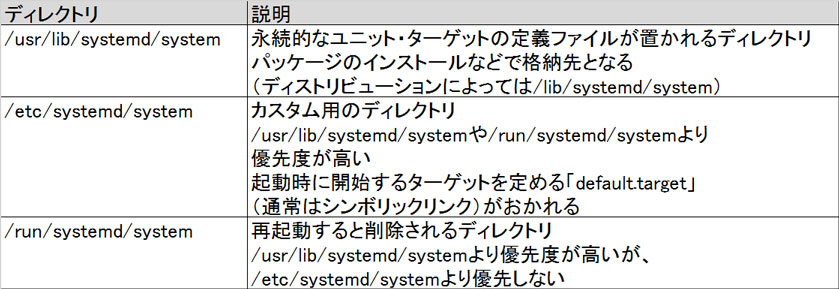 ディレクトリ 説明
/usr/lib/systemd/system 永続的なユニット・ターゲットの定義ファイルが置かれるディレクトリ
パッケージのインストールなどで格納先となる
（ディストリビューションによっては/lib/systemd/system）
/etc/systemd/system カスタム用のディレクトリ
/usr/lib/systemd/systemや/run/systemd/systemより
優先度が高い
起動時に開始するターゲットを定める「default.target」
（通常はシンボリックリンク）がおかれる
/run/systemd/system 再起動すると削除されるディレクトリ
/usr/lib/systemd/systemより優先度が高いが、
/etc/systemd/systemより優先しない